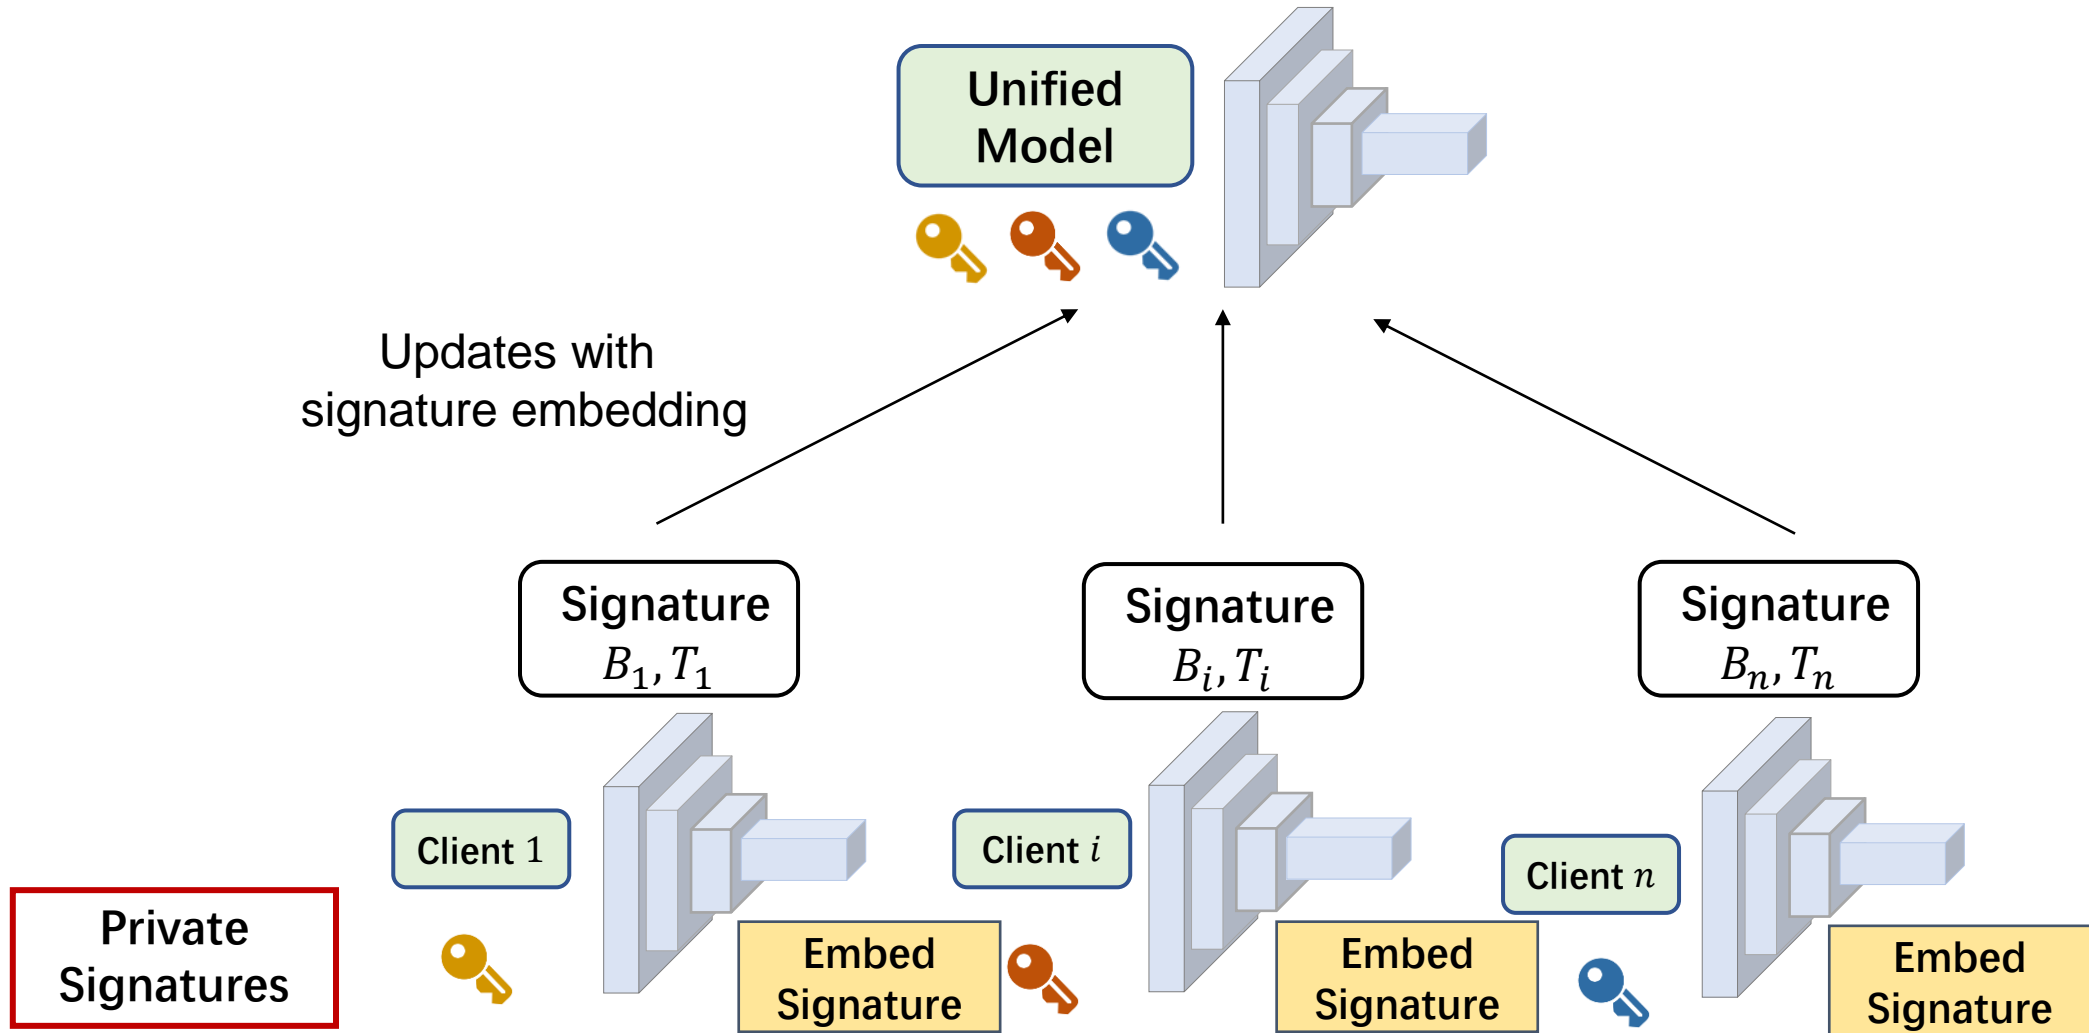 Unified
Model
Updates with
signature embedding
Signature
B₁, T₁
Signature
Bᵢ, Tᵢ
Signature
Bₙ, Tₙ
Client 1
Client i
Client n
Private
Signatures
Embed
Signature
Embed
Signature
Embed
Signature